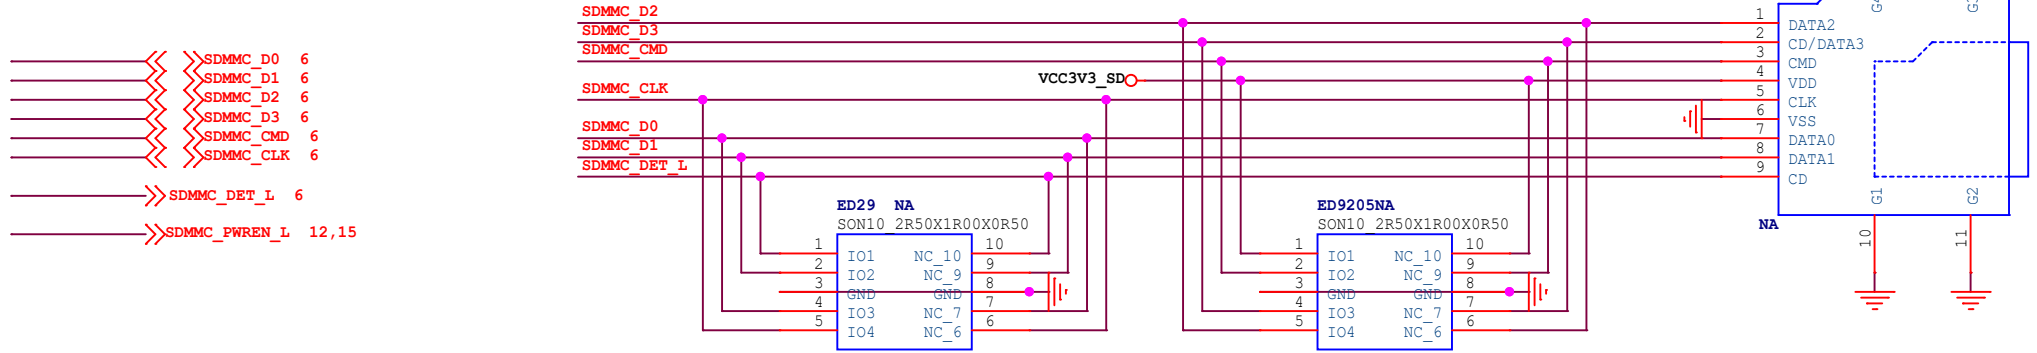 SDMMC_D0 6
SDMMC_D1 6
SDMMC_D2 6
SDMMC_D3 6
SDMMC_CMD 6
SDMMC_CLK 6
SDMMC_DET_L 6
SDMMC_PWREN_L 12,15
SDMMC_D2
SDMMC_D3
SDMMC_CMD
VCC3V3_SD
SDMMC_CLK
SDMMC_D0
SDMMC_D1
SDMMC_DET_L
ED29 NA
SON10_2R50X1R00X0R50
1 IO1 NC_10 10
2 IO2 NC_9 9
3 GND GND 8
4 IO3 NC_7 7
5 IO4 NC_6 6
ED9205NA
SON10_2R50X1R00X0R50
1 IO1 NC_10 10
2 IO2 NC_9 9
3 GND GND 8
4 IO3 NC_7 7
5 IO4 NC_6 6
1 DATA2
2 CD/DATA3
3 CMD
4 VDD
5 CLK
6 VSS
7 DATA0
8 DATA1
9 CD
G1 G2
NA
10 11